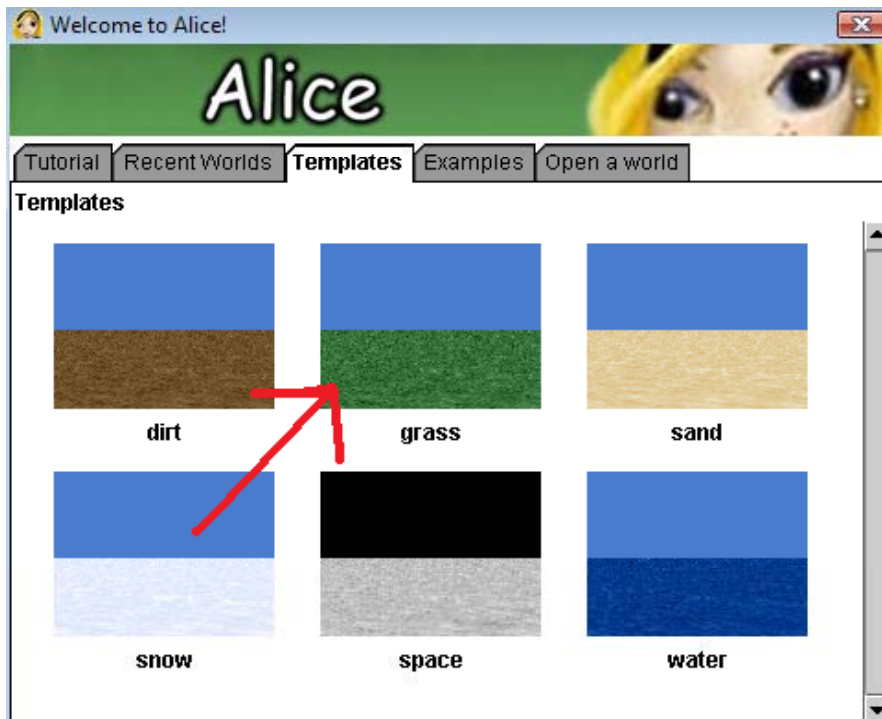 Welcome to Alice!
Alice
Tutorial Recent Worlds Templates Examples Open a world
Templates
dirt grass sand
snow space water